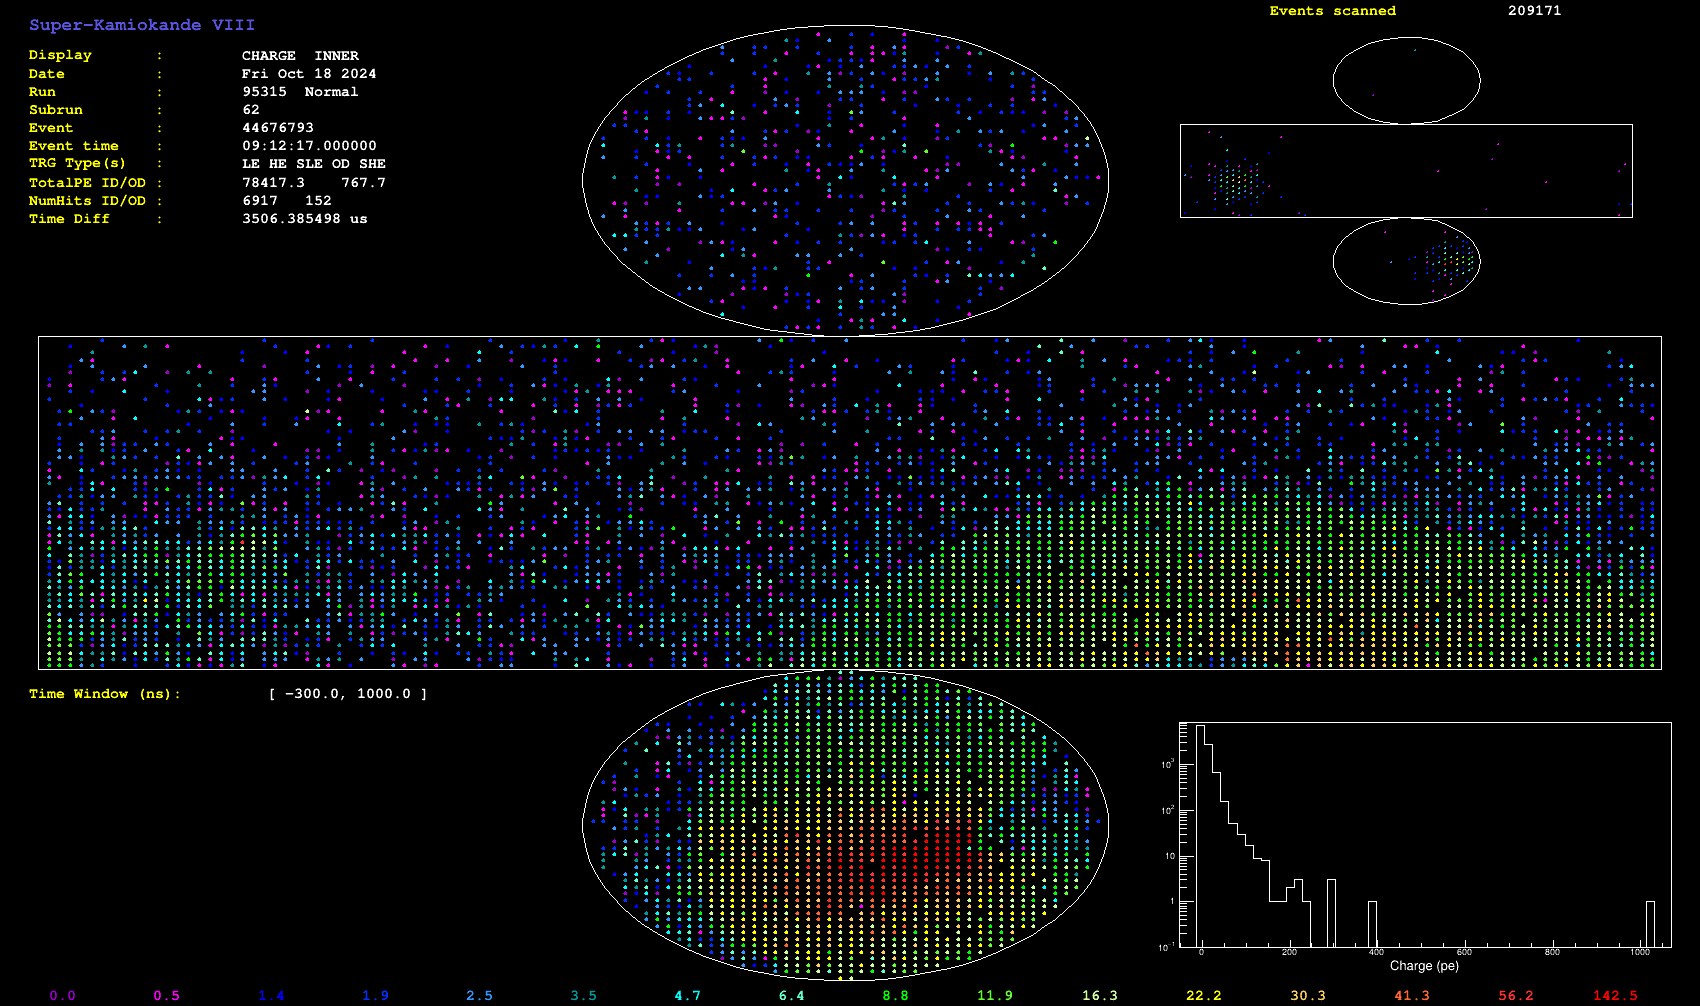 Super-Kamiokande VIII
Events scanned 209171
Display : CHARGE INNER
Date : Fri Oct 18 2024
Run : 95315 Normal
Subrun : 62
Event : 44676793
Event time : 09:12:17.000000
TRG Type(s) : LE HE SLE OD SHE
TotalPE ID/OD : 78417.3 767.7
NumHits ID/OD : 6917 152
Time Diff : 3506.385498 us
Time Window (ns): [ -300.0, 1000.0 ]
10³
10²
10
1
10⁻¹
0 200 400 600 800 1000
Charge (pe)
0.0 0.5 1.4 1.9 2.5 3.5 4.7 6.4 8.8 11.9 16.3 22.2 30.3 41.3 56.2 142.5